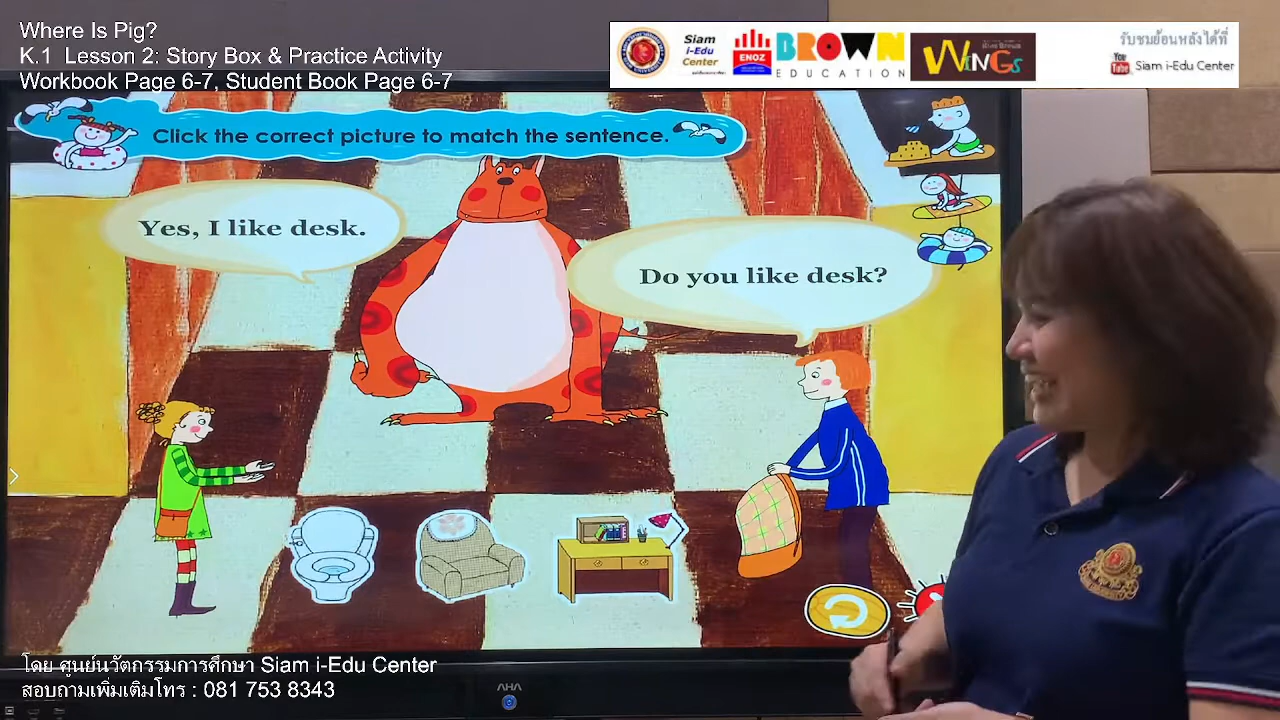 Where Is Pig?
K.1 Lesson 2: Story Box & Practice Activity
Workbook Page 6-7, Student Book Page 6-7
Siam
i-Edu
Center
ENOZ
BROWN
EDUCATION
WiNGs
รับชมย้อนหลังได้ที่
You Tube Siam i-Edu Center
Click the correct picture to match the sentence.
Yes, I like desk.
Do you like desk?
โดย ศูนย์นวัตกรรมการศึกษา Siam i-Edu Center
สอบถามเพิ่มเติมโทร : 081 753 8343
AHA